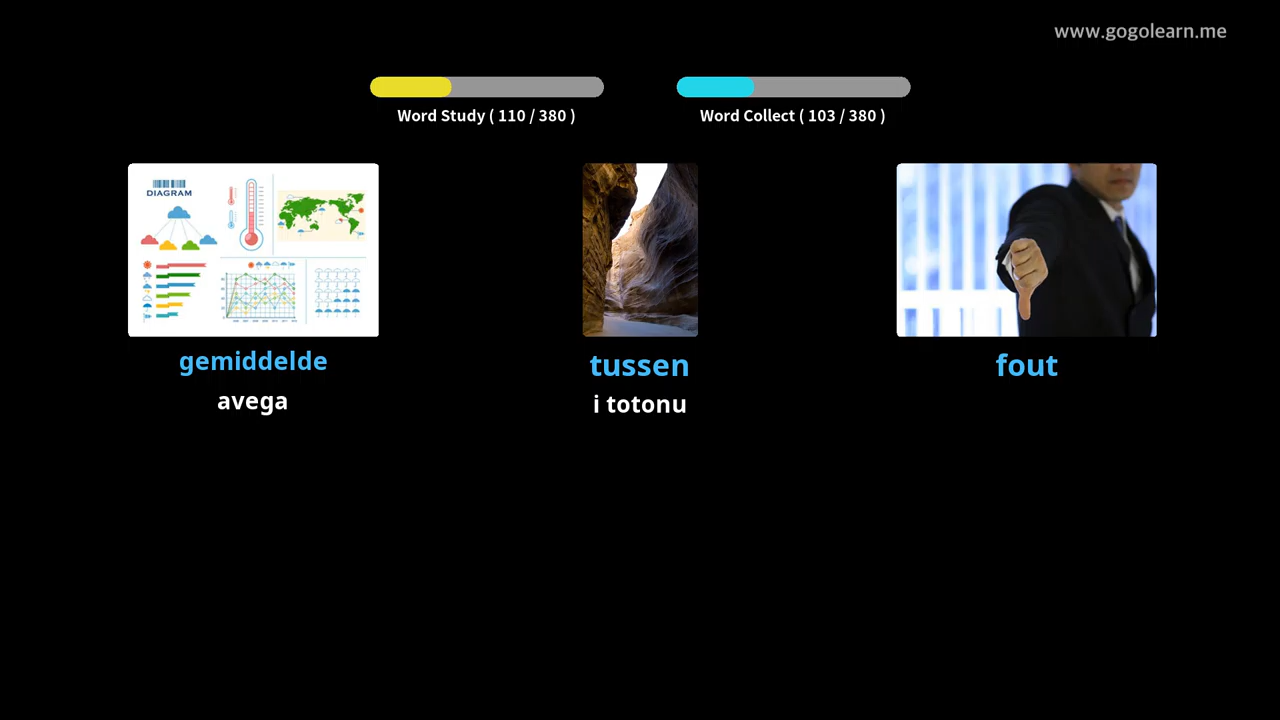 www.gogolearn.me
Word Study ( 110 / 380 )
Word Collect ( 103 / 380 )
DIAGRAM
gemiddelde
tussen
fout
avega
i totonu